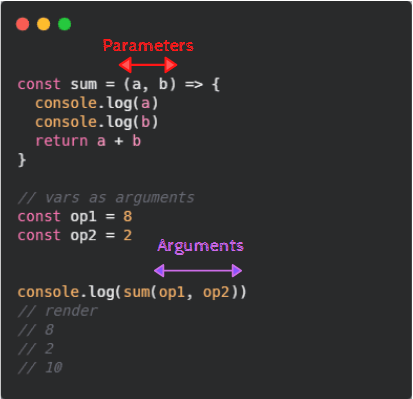 Parameters
const sum = (a, b) => {
  console.log(a)
  console.log(b)
  return a + b
}
// vars as arguments
const op1 = 8
const op2 = 2
Arguments
console.log(sum(op1, op2))
// render
// 8
// 2
// 10